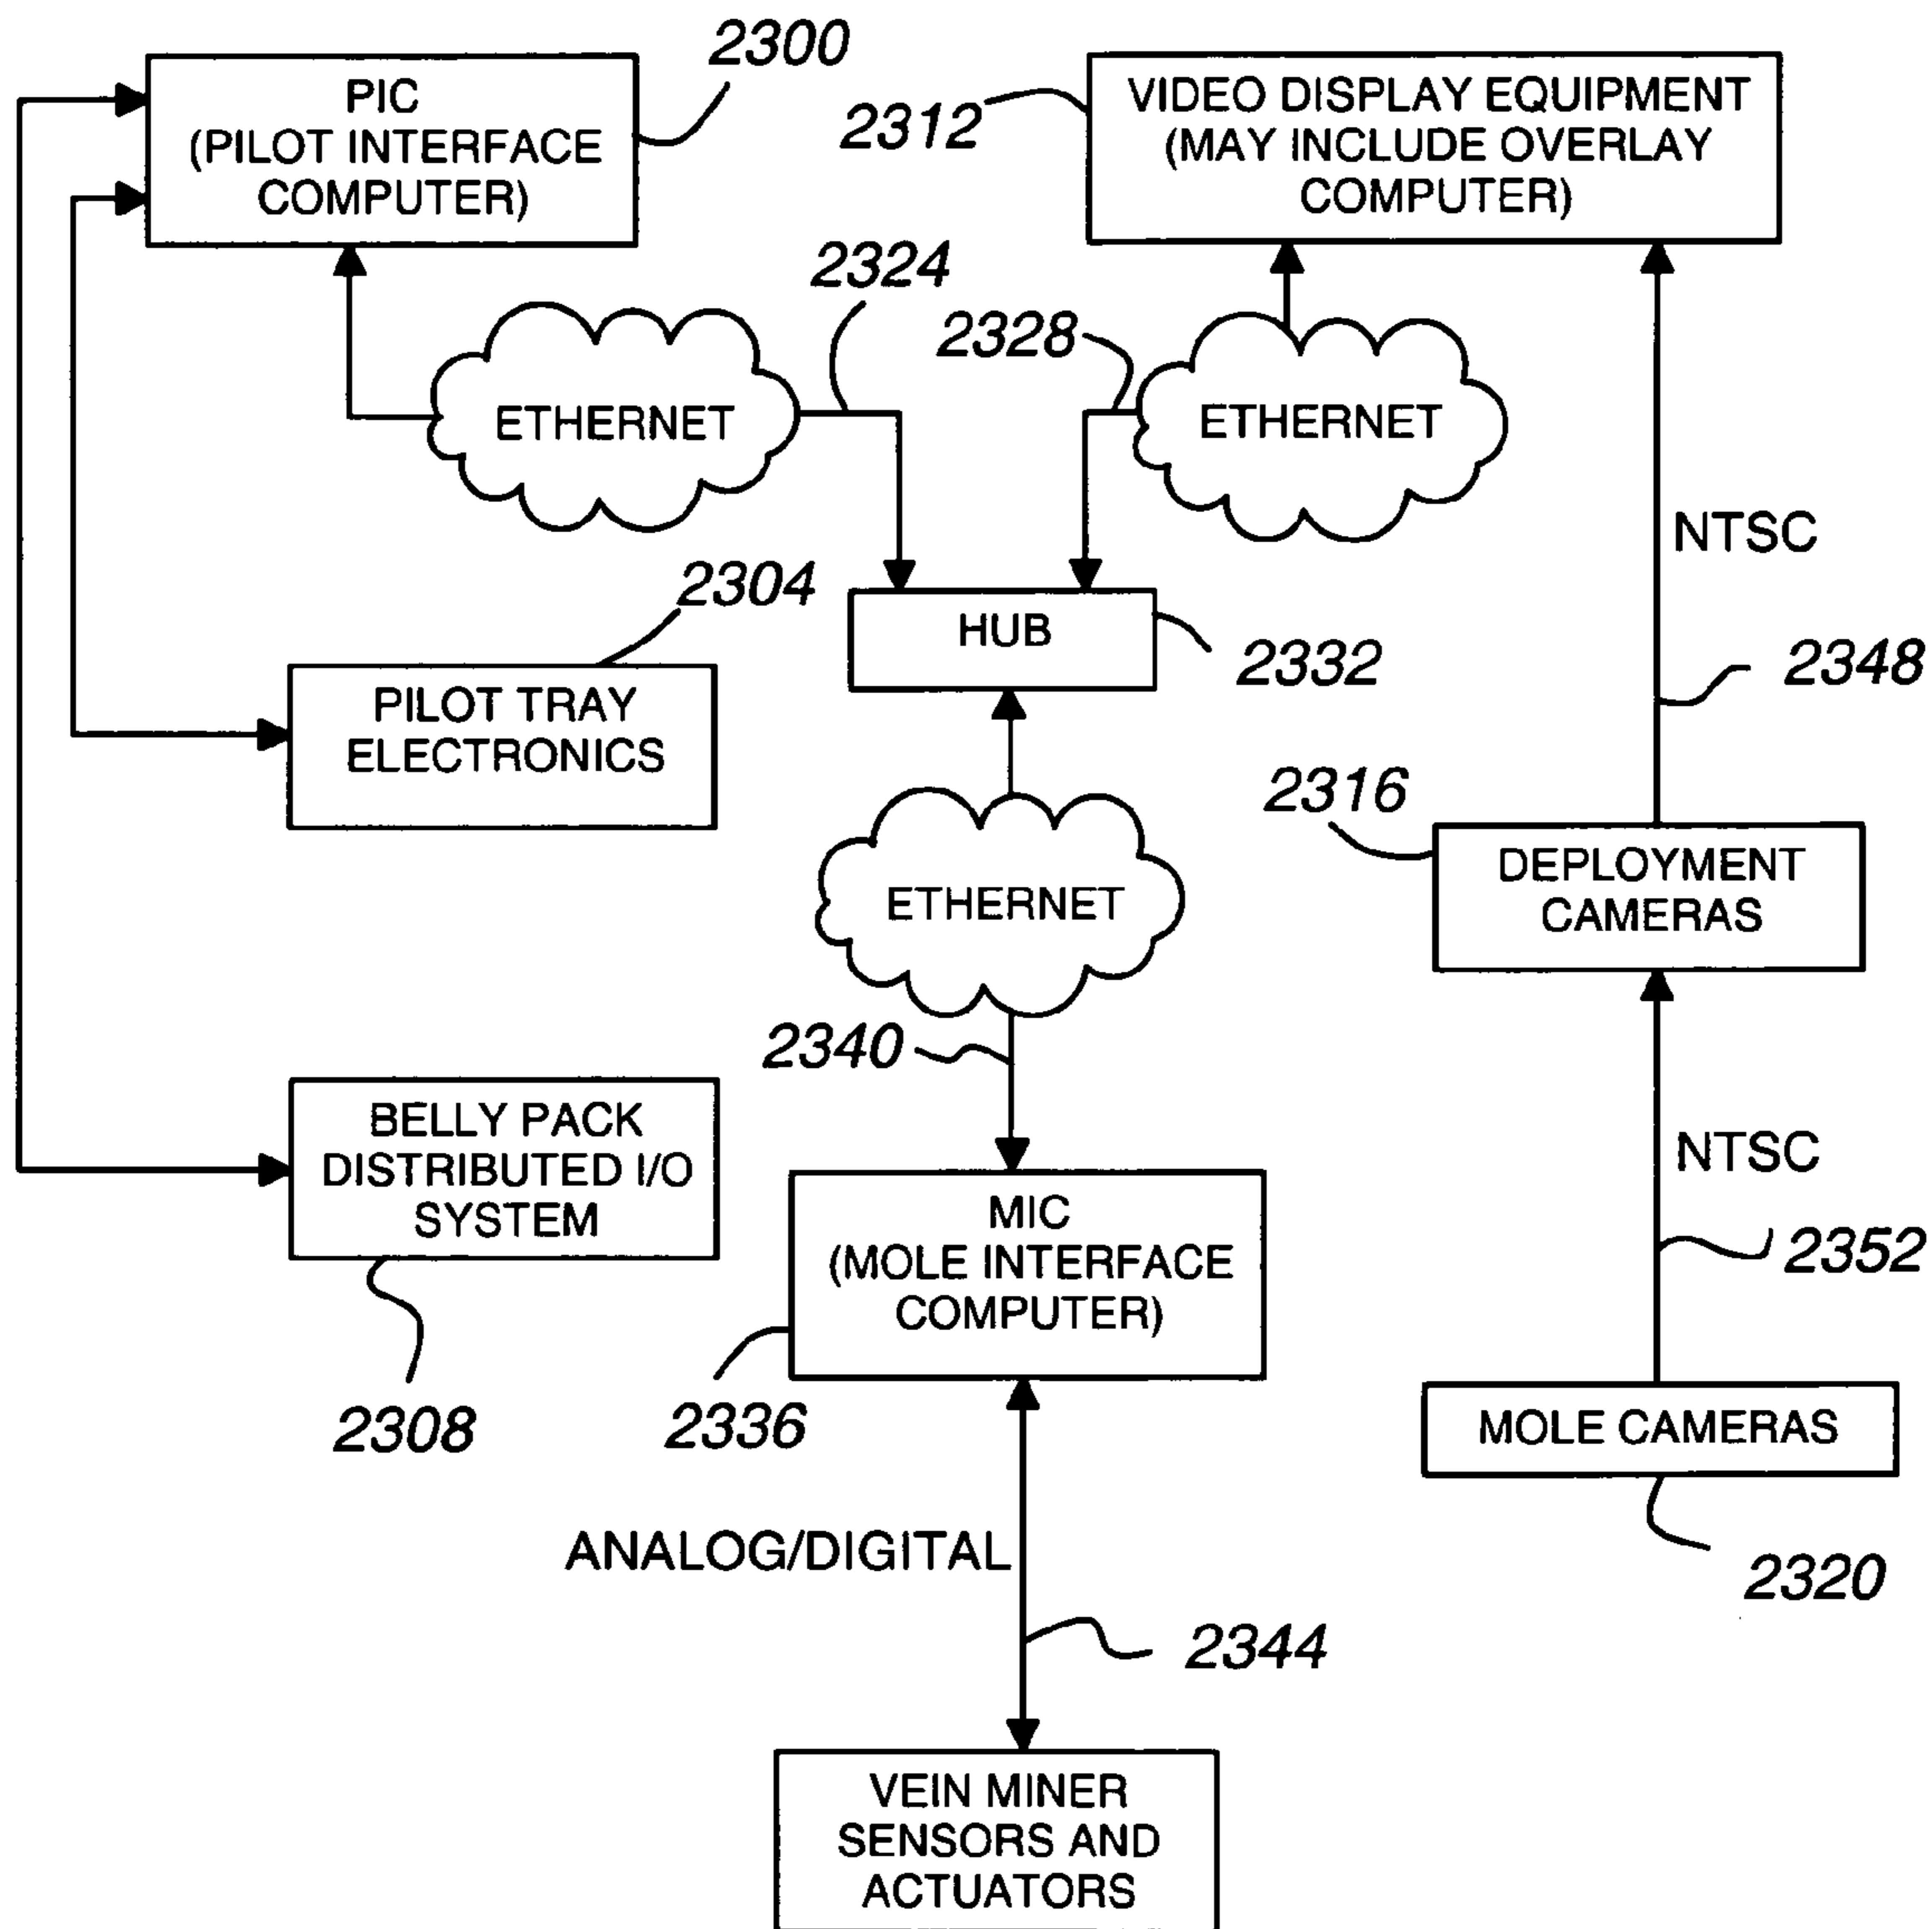 2300
PIC
(PILOT INTERFACE
COMPUTER)
2312
VIDEO DISPLAY EQUIPMENT
(MAY INCLUDE OVERLAY
COMPUTER)
2324
2328
ETHERNET
ETHERNET
NTSC
2304
HUB
2332
2348
PILOT TRAY
ELECTRONICS
2316
DEPLOYMENT
CAMERAS
ETHERNET
2340
BELLY PACK
DISTRIBUTED I/O
SYSTEM
NTSC
MIC
(MOLE INTERFACE
COMPUTER)
2352
2308
2336
MOLE CAMERAS
ANALOG/DIGITAL
2320
2344
VEIN MINER
SENSORS AND
ACTUATORS